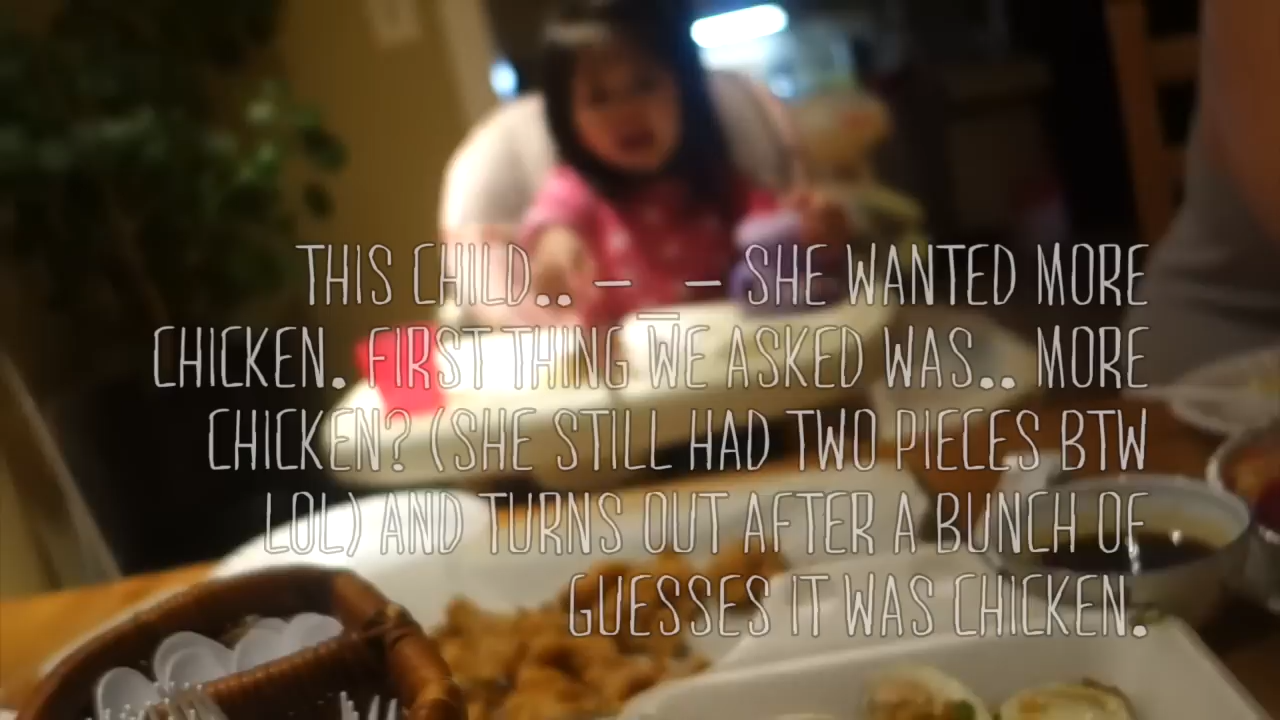 THIS CHILD.. -_- SHE WANTED MORE
CHICKEN. FIRST THING WE ASKED WAS.. MORE
CHICKEN? (SHE STILL HAD TWO PIECES BTW
LOL) AND TURNS OUT AFTER A BUNCH OF
GUESSES IT WAS CHICKEN.